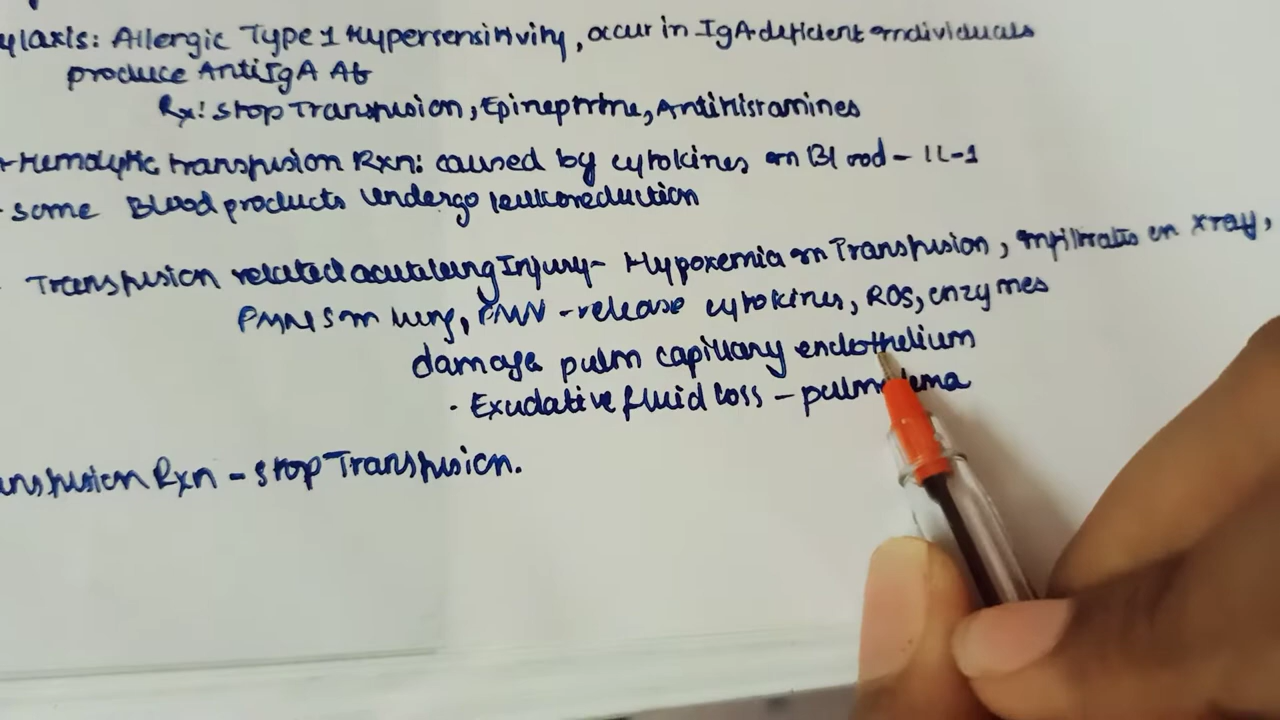 ylaxis: Allergic Type 1 Hypersensitivity, occur in IgA deficient individuals
produce Anti IgA Ab
Rx: Stop Transfusion, Epinephrine, Antihistamines
Hemolytic transfusion Rxn: caused by cytokines in Blood - IL-1
- some Blood products undergo leukoreduction
Transfusion related acute lung Injury - Hypoxemia in Transfusion, infiltrates on xray,
PMN's in lung, PMN - release cytokines, ROS, enzymes
damage pulm capillary endothelium
· Exudative fluid loss - pulm ema
ansfusion Rxn - stop Transfusion.